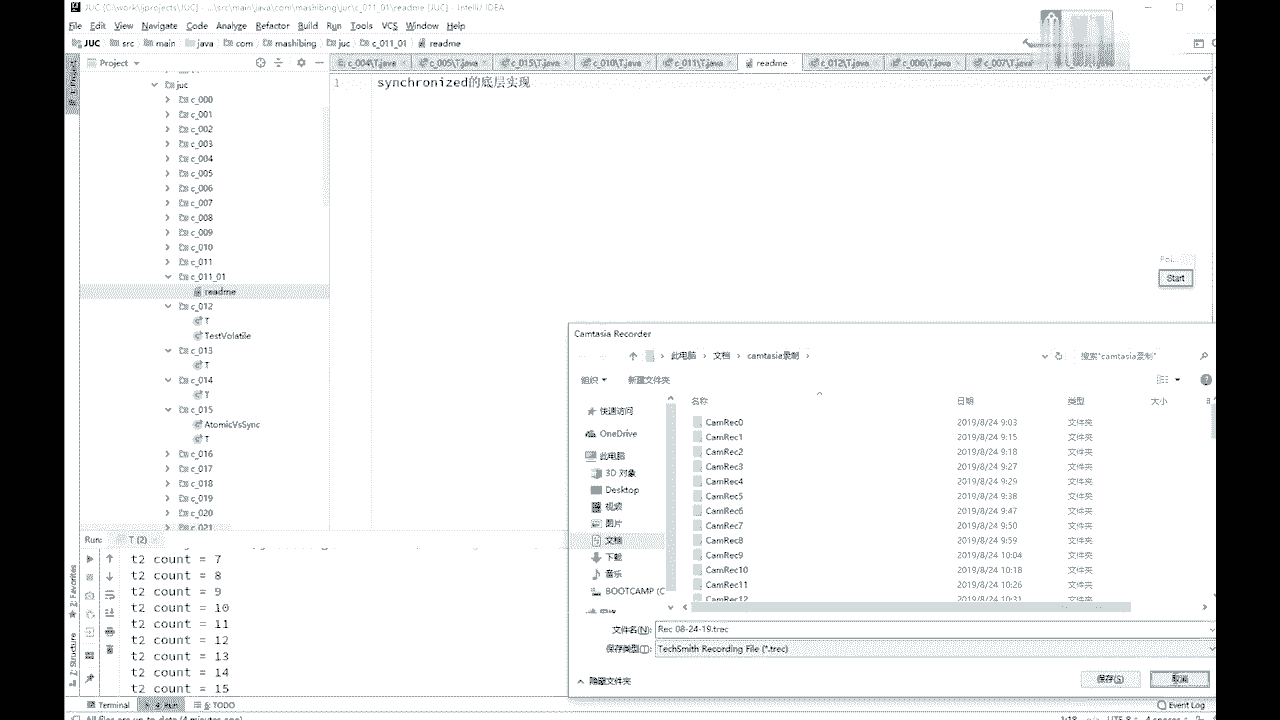 JUC [C:\work\ijprojects\JUC] - ...\src\main\java\com\mashibing\juc\c_011_01\readme [JUC] - IntelliJ IDEA
File Edit View Navigate Code Analyze Refactor Build Run Tools VCS Window Help
JUC src main java com mashibing juc c_011_01 readme
Project
c_004\T.java c_005\T.java c_015\T.java c_010\T.java c_011\T.java readme c_012\T.java c_006\T.java c_007\T.java
1 synchronized的底层实现
juc
c_000
c_001
c_002
c_003
c_004
c_005
c_006
c_007
c_008
c_009
c_010
c_011
c_011_01
readme
c_012
T
TestVolatile
c_013
T
c_014
T
c_015
AtomicVsSync
T
c_016
c_017
c_018
c_019
c_020
c_021
Start
Camtasia Recorder
此电脑 文档 camtasia录制
搜索"camtasia录制"
组织 新建文件夹
名称 日期 类型 大小
快速访问
OneDrive
此电脑
3D 对象
Desktop
视频
图片
文档
下载
音乐
BOOTCAMP (C
网络
CamRec0 2019/8/24 9:03 文件夹
CamRec1 2019/8/24 9:15 文件夹
CamRec2 2019/8/24 9:18 文件夹
CamRec3 2019/8/24 9:27 文件夹
CamRec4 2019/8/24 9:29 文件夹
CamRec5 2019/8/24 9:38 文件夹
CamRec6 2019/8/24 9:47 文件夹
CamRec7 2019/8/24 9:50 文件夹
CamRec8 2019/8/24 9:59 文件夹
CamRec9 2019/8/24 10:04 文件夹
CamRec10 2019/8/24 10:18 文件夹
CamRec11 2019/8/24 10:26 文件夹
CamRec12 2019/8/24 10:31 文件夹
文件名(N): Rec 08-24-19.trec
保存类型(T): TechSmith Recording File (*.trec)
隐藏文件夹
保存(S) 取消
Run: T (2)
t2 count = 7
t2 count = 8
t2 count = 9
t2 count = 10
t2 count = 11
t2 count = 12
t2 count = 13
t2 count = 14
t2 count = 15
1: Project
2: Favorites
Z: Structure
Terminal 4: Run 6: TODO
Event Log
All files are up-to-date (4 minutes ago)
1:18 n/a UTF-8 4 spaces